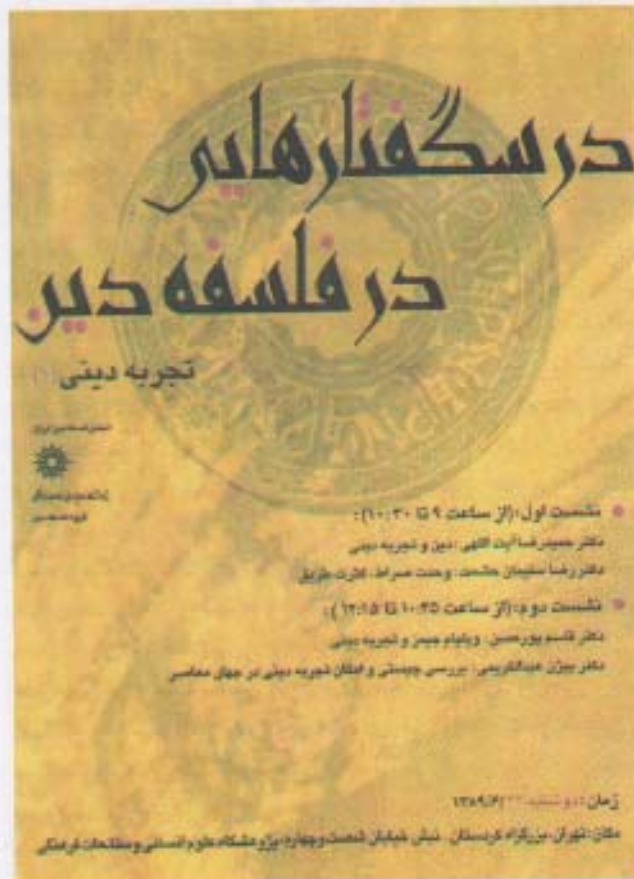 درسگفتارهایی
در فلسفه دین
تجربه دینی (۱)
نشست اول: (از ساعت ۹ تا ۱۰:۳۰):
دکتر حمیدرضا آیت اللهی: دین و تجربه دینی
دکتر رضا سلیمان حشمت: وحدت صراط، کثرت طریق
نشست دوم: (از ساعت ۱۰:۴۵ تا ۱۲:۱۵):
دکتر قاسم پورحسن: ویلیام جیمز و تجربه دینی
دکتر بیژن عبدالکریمی: بررسی چیستی و امکان تجربه دینی در جهان معاصر
زمان: دوشنبه ۱۳۸۹/۶/
مکان: تهران، بزرگراه کردستان، نبش خیابان شصت و چهارم، پژوهشگاه علوم انسانی و مطالعات فرهنگی